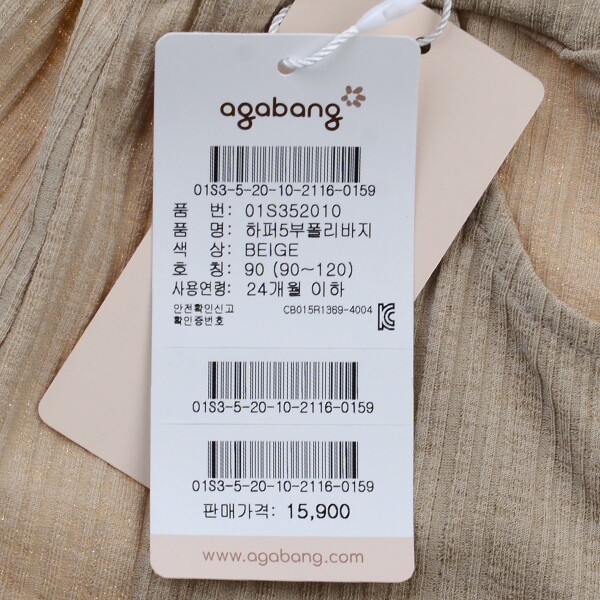 agabang
01S3-5-20-10-2116-0159
품 번: 01S352010
품 명: 하퍼5부폴리바지
색 상: BEIGE
호 칭: 90 (90~120)
사용연령: 24개월 이하
안전확인신고
확인증번호 CB015R1369-4004
01S3-5-20-10-2116-0159
01S3-5-20-10-2116-0159
판매가격: 15,900
www.agabang.com